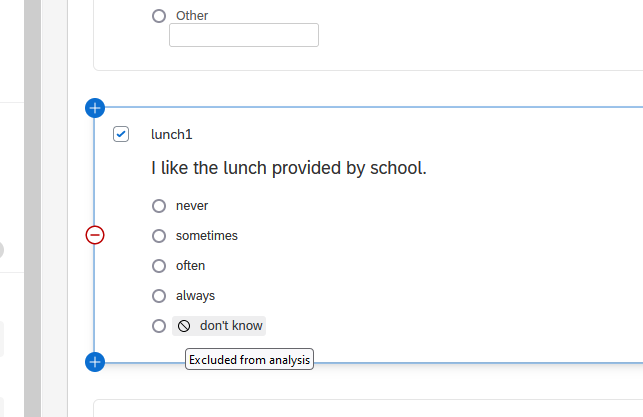 Other
lunch1
I like the lunch provided by school.
never
sometimes
often
always
don't know
Excluded from analysis